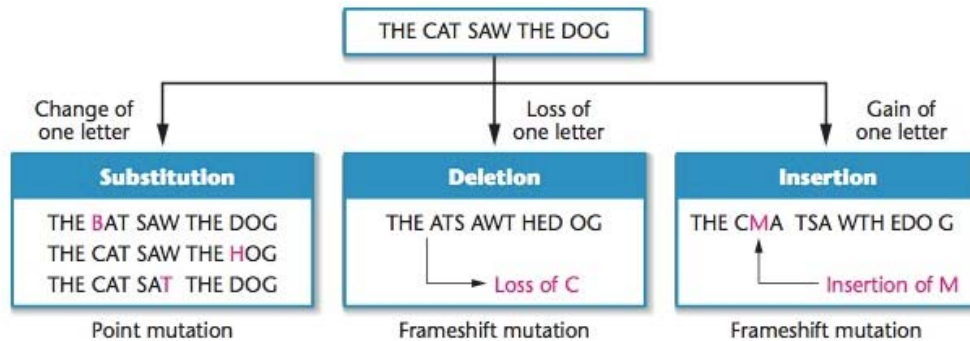 THE CAT SAW THE DOG
Change of
one letter
Loss of
one letter
Gain of
one letter
Substitution
THE BAT SAW THE DOG
THE CAT SAW THE HOG
THE CAT SAT THE DOG
Point mutation
Deletion
THE ATS AWT HED OG
Loss of C
Frameshift mutation
Insertion
THE CMA TSA WTH EDO G
Insertion of M
Frameshift mutation